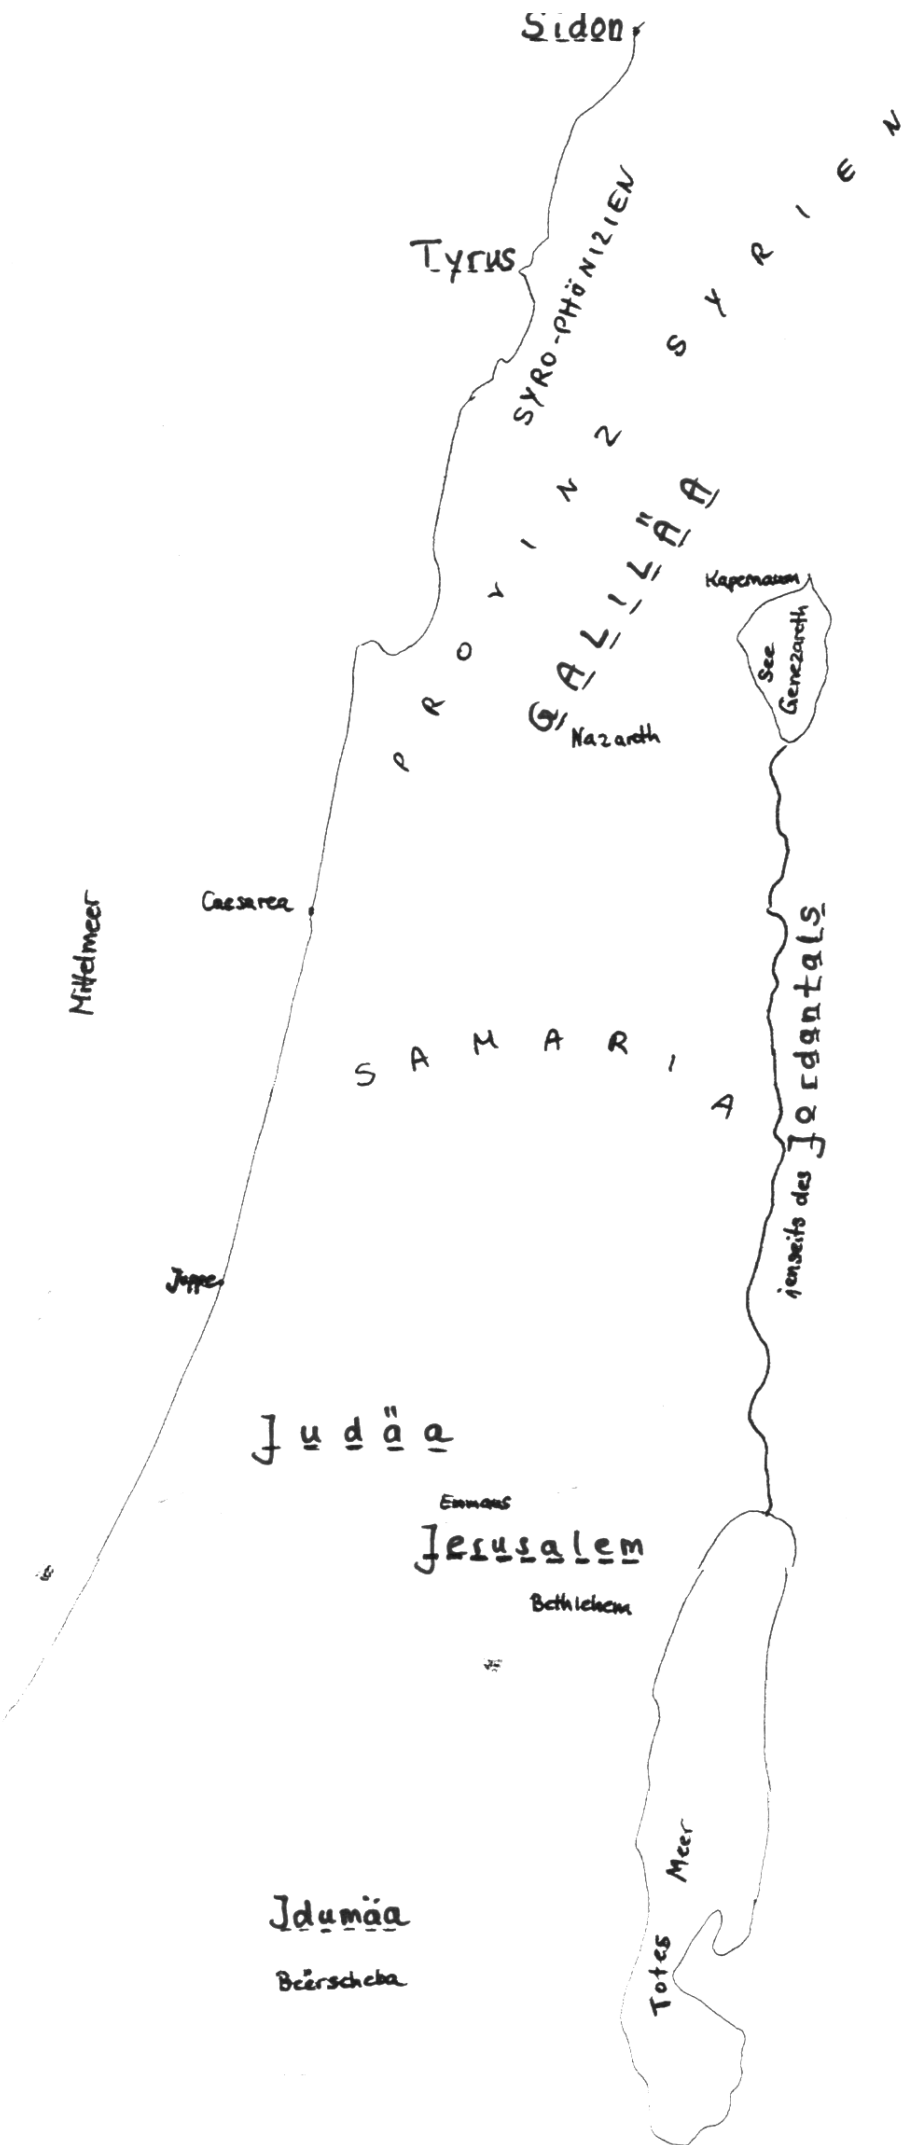 Sidon
Tyrus
SYRO-PHÖNIZIEN
PROVINZ SYRIEN
GALILÄA
Kapernaum
See
Genezareth
Nazareth
Caesarea
Mittelmeer
SAMARIA
jenseits des Jordantals
Joppe
Judäa
Emmaus
Jerusalem
Bethlehem
Totes Meer
Idumäa
Beërscheba